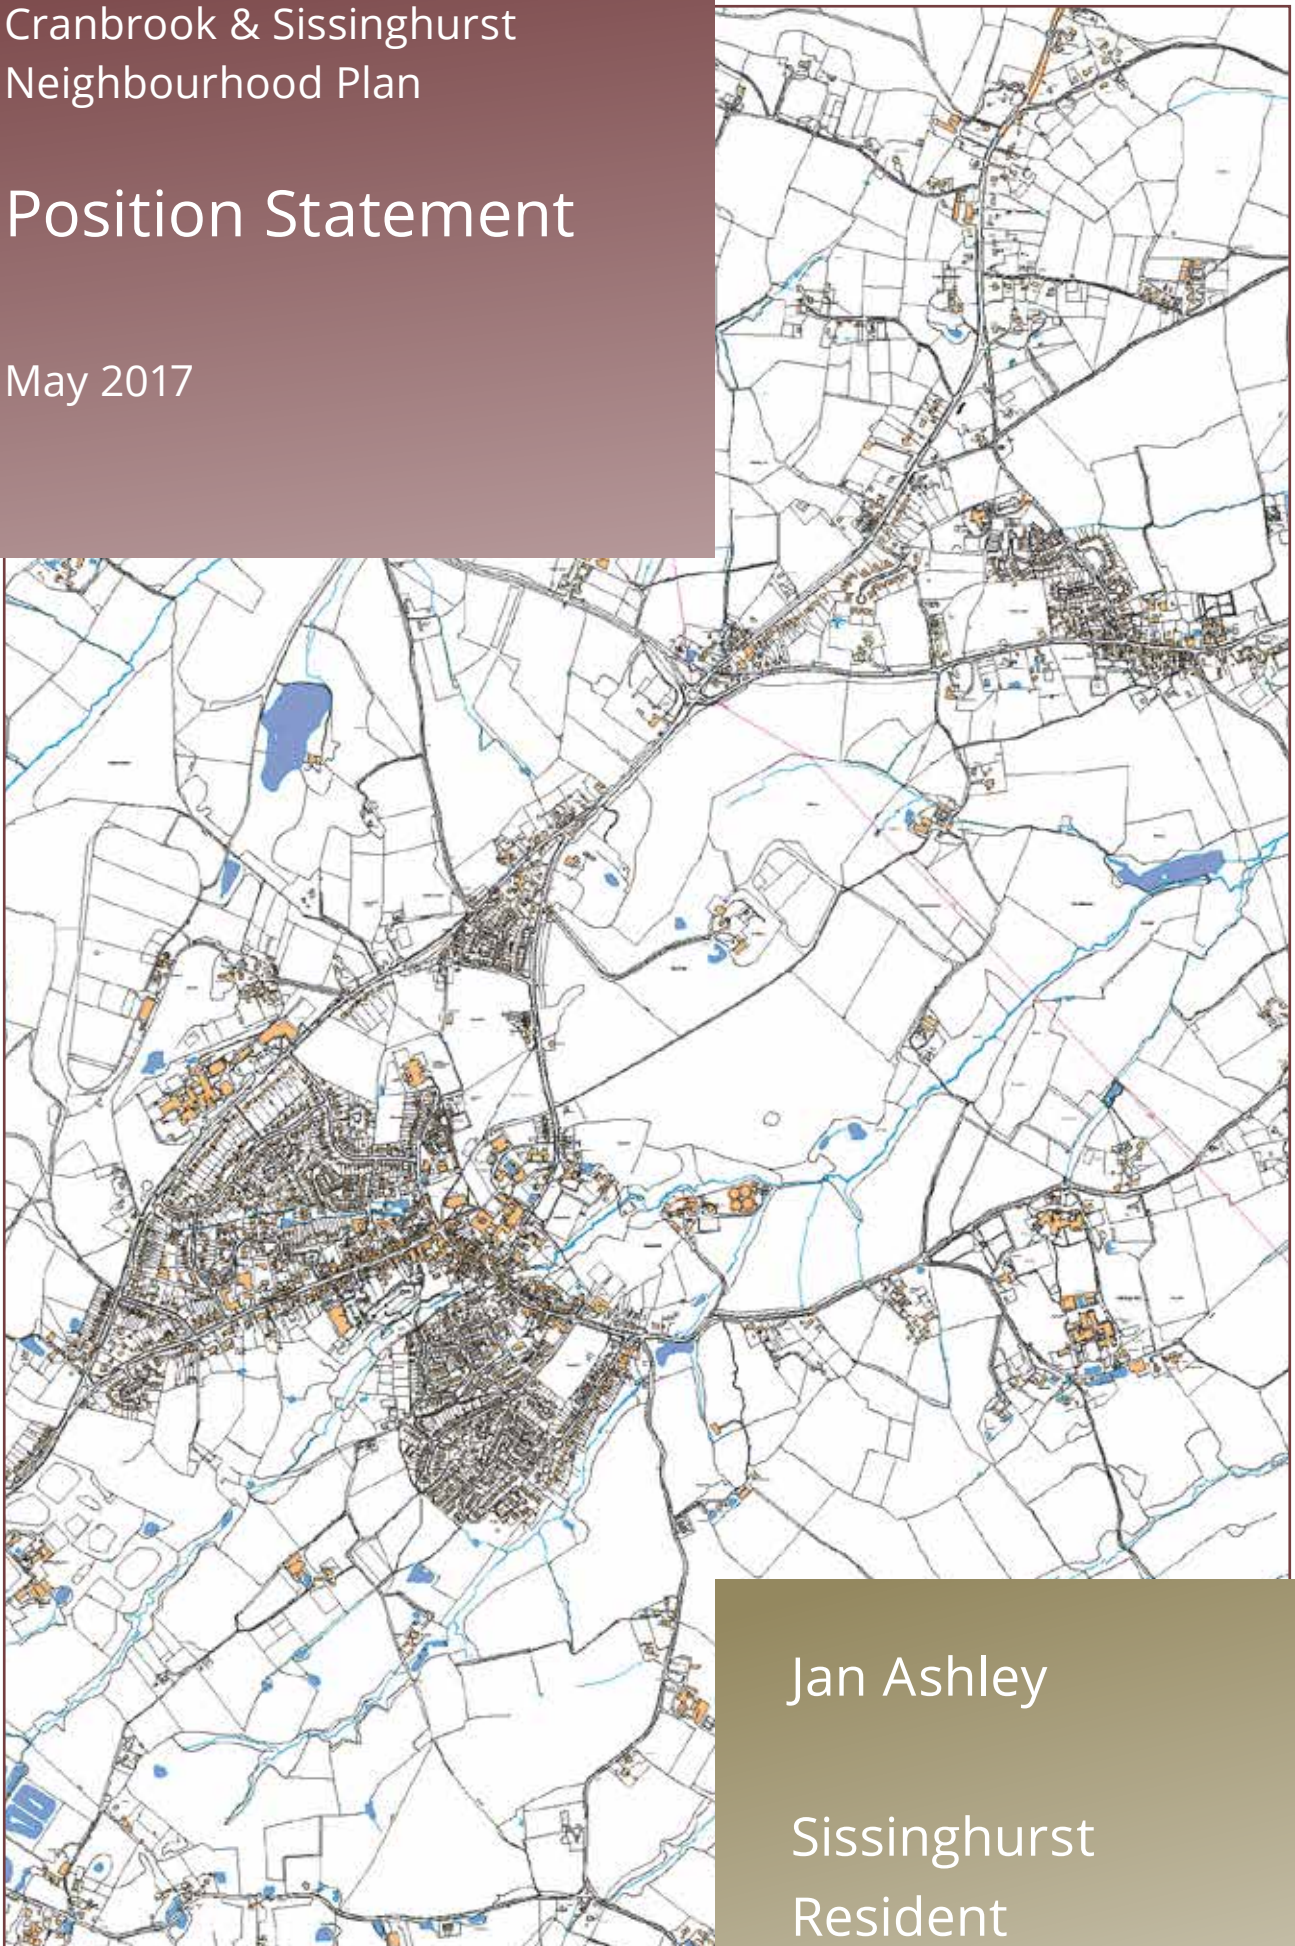 Cranbrook & Sissinghurst
Neighbourhood Plan
Position Statement
May 2017
Jan Ashley
Sissinghurst
Resident